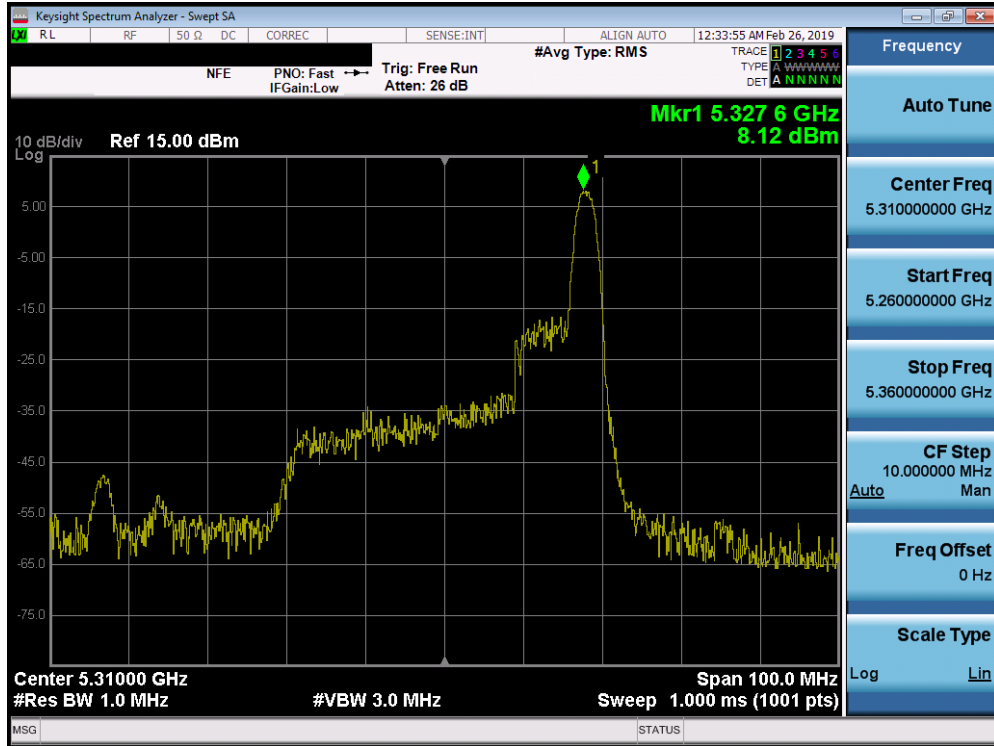 Keysight Spectrum Analyzer - Swept SA
LXI RL RF 50 Ω DC CORREC SENSE:INT ALIGN AUTO 12:33:55 AM Feb 26, 2019
NFE PNO: Fast Trig: Free Run #Avg Type: RMS TRACE 1 2 3 4 5 6
IFGain:Low Atten: 26 dB TYPE A WWWWW
DET A N N N N N
Mkr1 5.327 6 GHz
8.12 dBm
10 dB/div Ref 15.00 dBm
Log
1
5.00
-5.00
-15.0
-25.0
-35.0
-45.0
-55.0
-65.0
-75.0
Center 5.31000 GHz Span 100.0 MHz
#Res BW 1.0 MHz #VBW 3.0 MHz Sweep 1.000 ms (1001 pts)
MSG STATUS
Frequency
Auto Tune
Center Freq
5.310000000 GHz
Start Freq
5.260000000 GHz
Stop Freq
5.360000000 GHz
CF Step
10.000000 MHz
Auto Man
Freq Offset
0 Hz
Scale Type
Log Lin